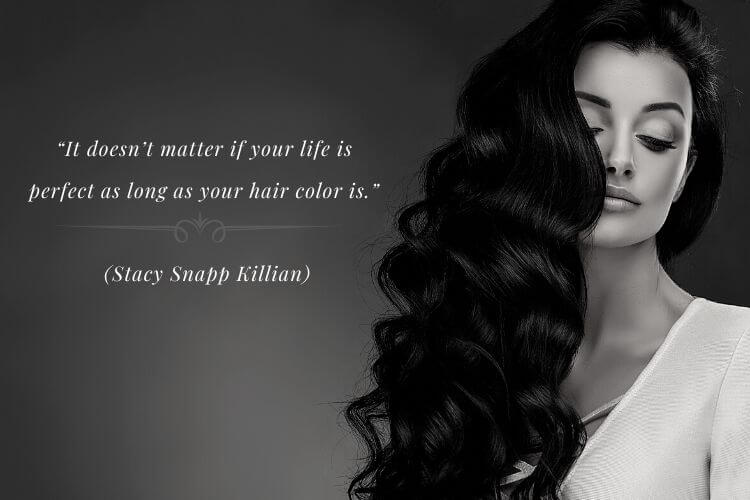 “It doesn’t matter if your life is
perfect as long as your hair color is.”
(Stacy Snapp Killian)